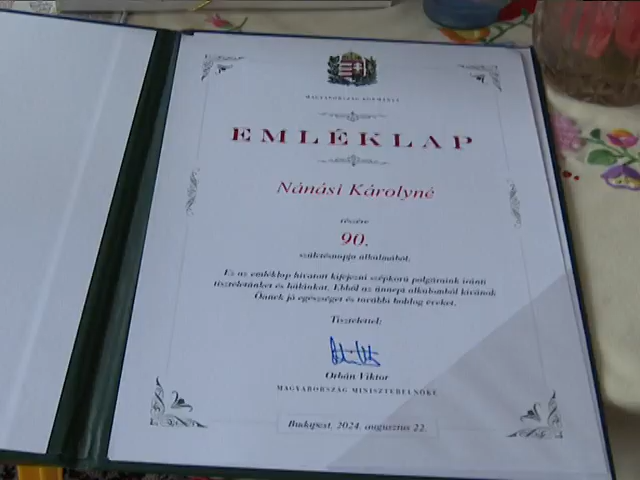 MAGYARORSZÁG KORMÁNYA
EMLÉKLAP
Nánási Károlyné
részére
90.
születésnapja alkalmából.
Ez az emléklap hivatott kifejezni szépkorú polgáraink iránti
tiszteletünket és hálánkat. Ebből az ünnepi alkalomból kívánok
Önnek jó egészséget és további boldog éveket.
Tisztelettel:
Orbán Viktor
MAGYARORSZÁG MINISZTERELNÖKE
Budapest, 2024. augusztus 22.